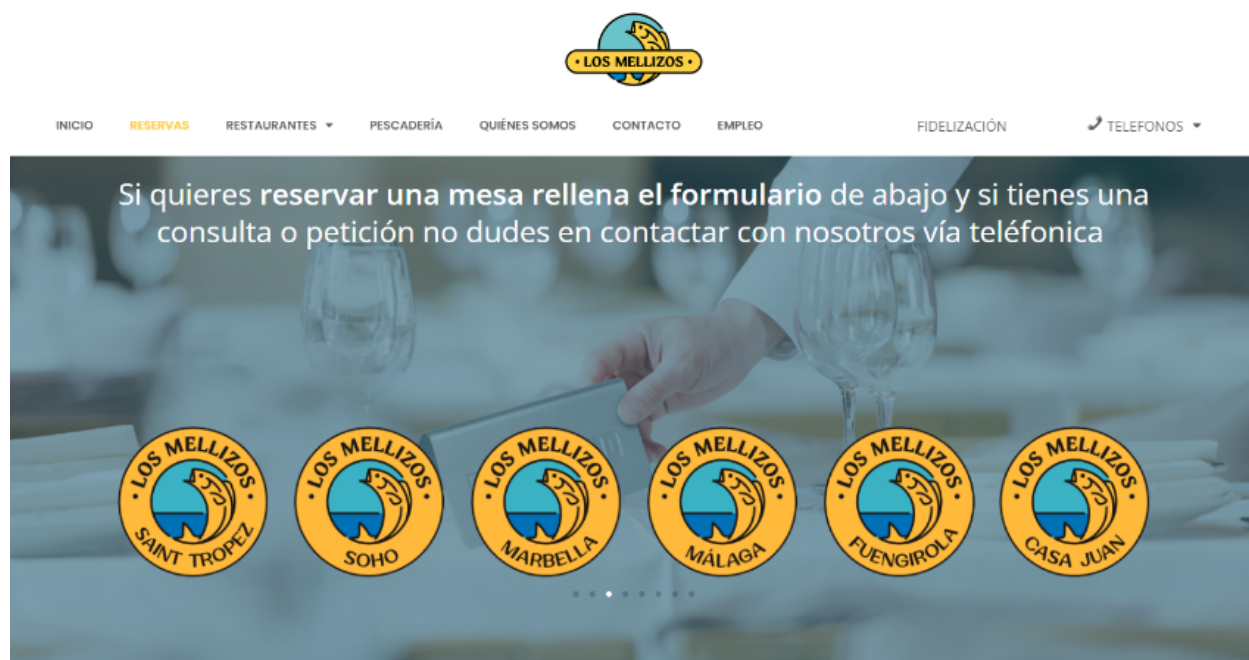 · LOS MELLIZOS ·
INICIO RESERVAS RESTAURANTES PESCADERÍA QUIÉNES SOMOS CONTACTO EMPLEO FIDELIZACIÓN TELEFONOS
Si quieres reservar una mesa rellena el formulario de abajo y si tienes una
consulta o petición no dudes en contactar con nosotros vía teléfonica
· LOS MELLIZOS ·
SAINT TROPEZ
· LOS MELLIZOS ·
SOHO
· LOS MELLIZOS ·
MARBELLA
· LOS MELLIZOS ·
MÁLAGA
· LOS MELLIZOS ·
FUENGIROLA
· LOS MELLIZOS ·
CASA JUAN